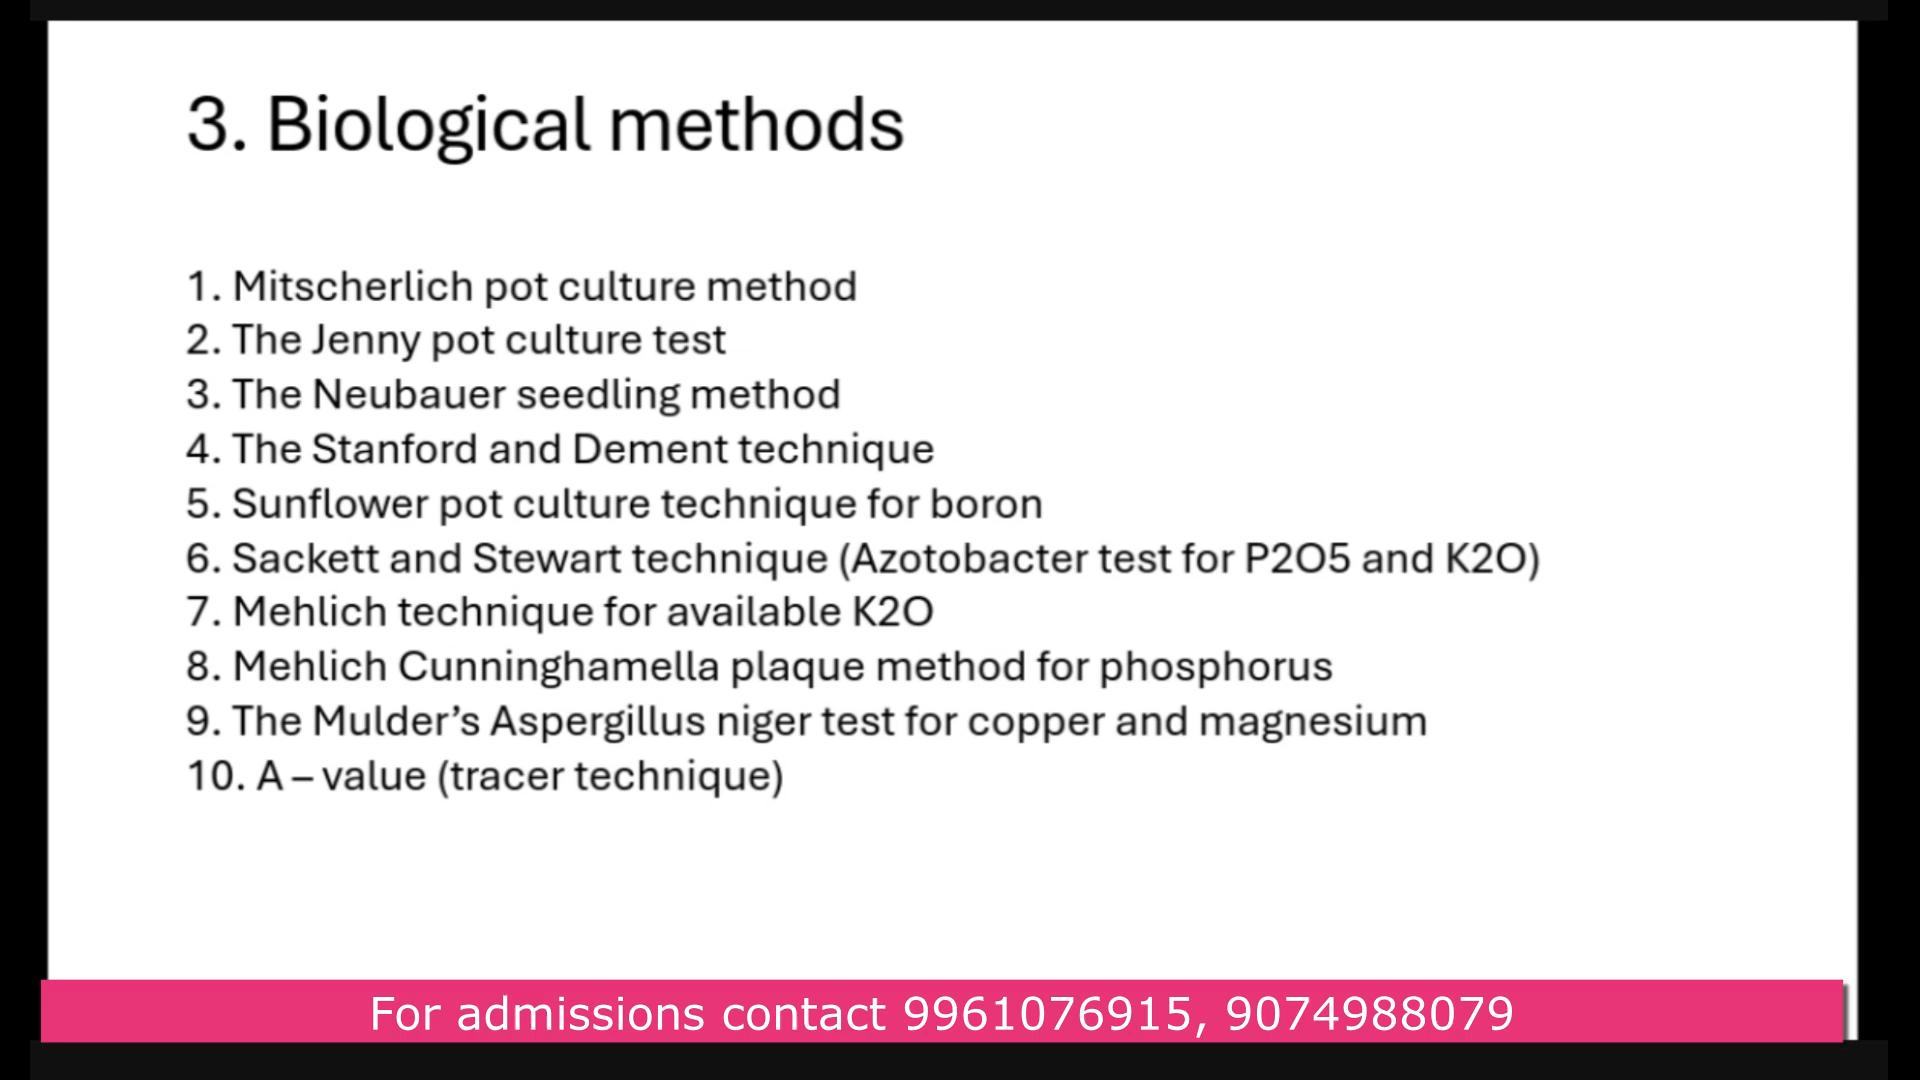 3. Biological methods
1. Mitscherlich pot culture method
2. The Jenny pot culture test
3. The Neubauer seedling method
4. The Stanford and Dement technique
5. Sunflower pot culture technique for boron
6. Sackett and Stewart technique (Azotobacter test for P2O5 and K2O)
7. Mehlich technique for available K2O
8. Mehlich Cunninghamella plaque method for phosphorus
9. The Mulder’s Aspergillus niger test for copper and magnesium
10. A – value (tracer technique)
For admissions contact 9961076915, 9074988079